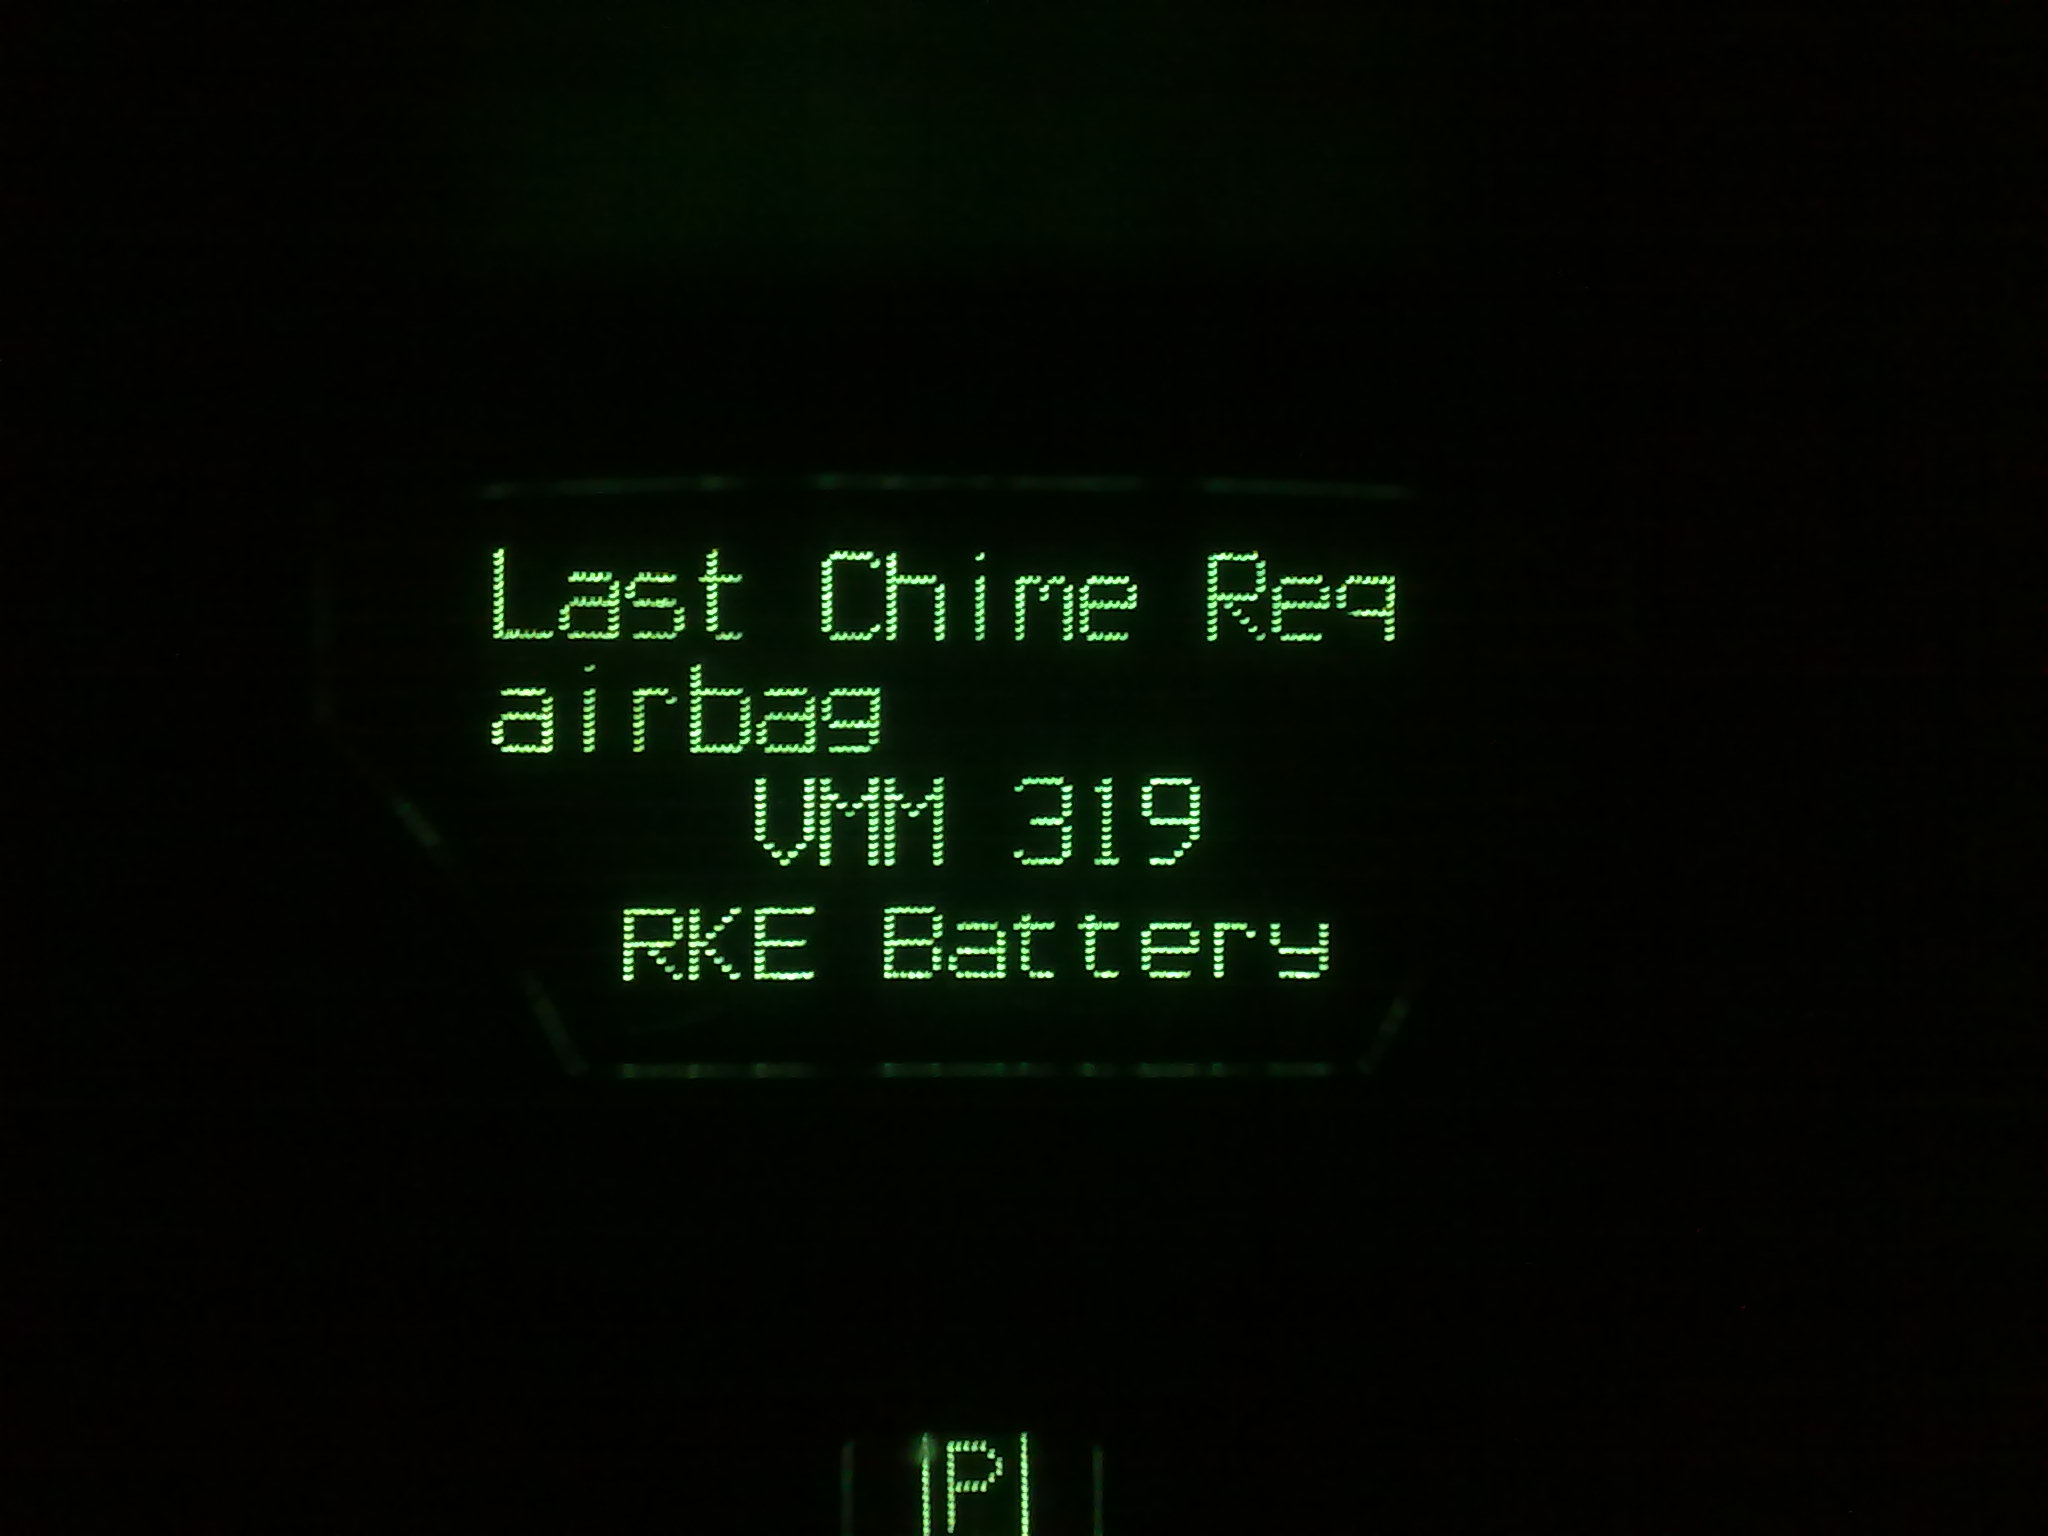 Last Chime Req
airbag
VMM 319
RKE Battery
P